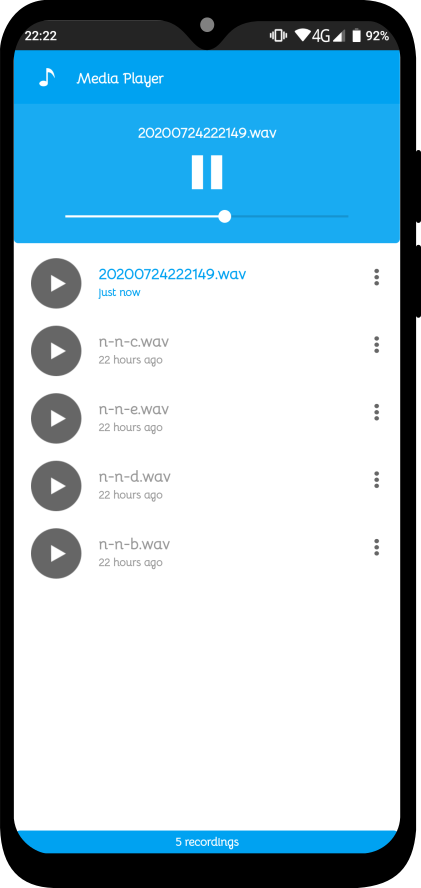 22:22 4G 92%
Media Player
20200724222149.wav
20200724222149.wav
just now
n-n-c.wav
22 hours ago
n-n-e.wav
22 hours ago
n-n-d.wav
22 hours ago
n-n-b.wav
22 hours ago
5 recordings